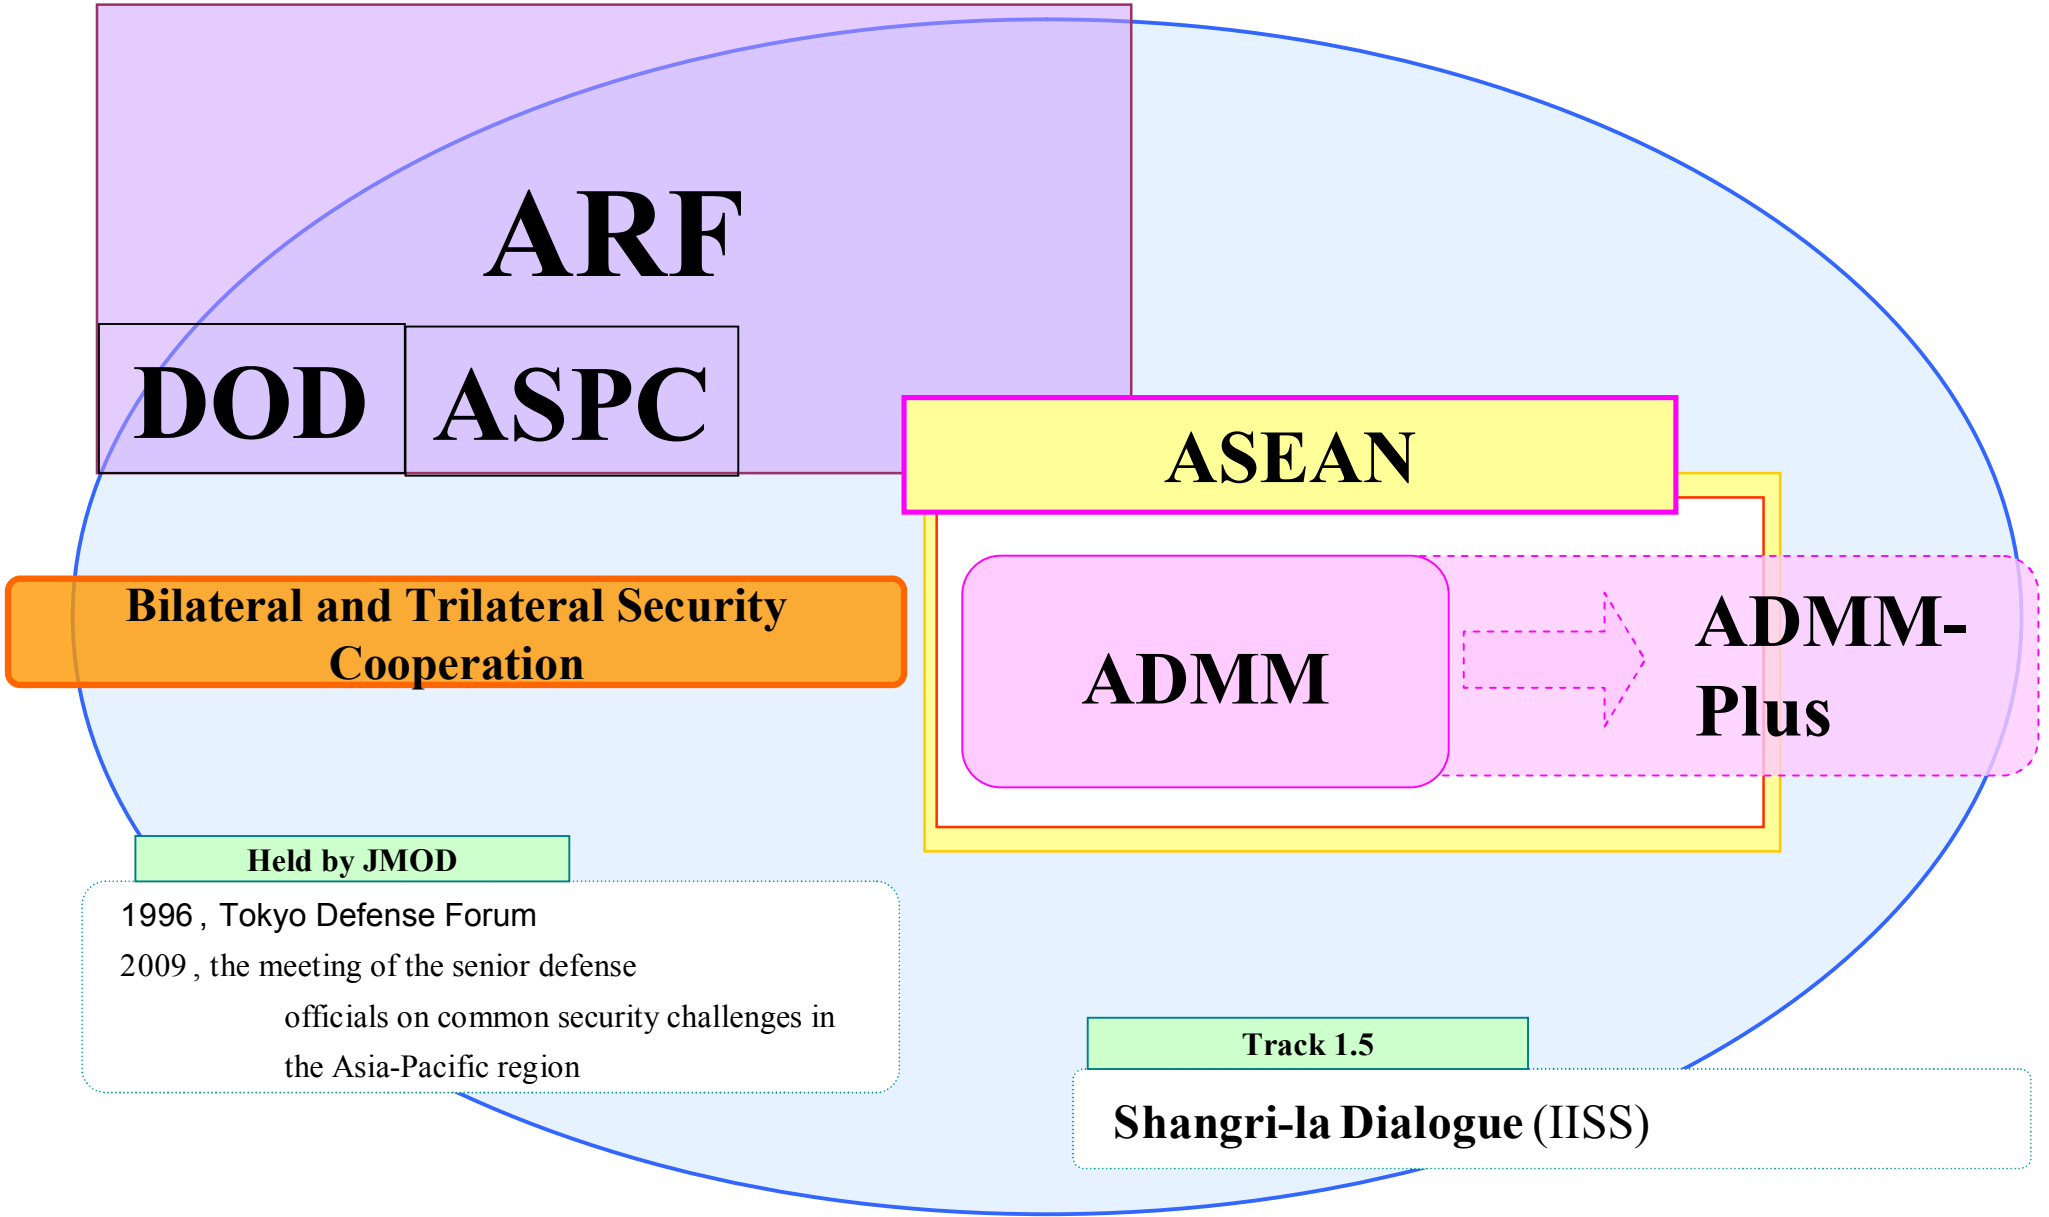 ARF
DOD
ASPC
ASEAN
Bilateral and Trilateral Security
Cooperation
ADMM
ADMM-
Plus
Held by JMOD
1996, Tokyo Defense Forum
2009, the meeting of the senior defense
officials on common security challenges in
the Asia-Pacific region
Track 1.5
Shangri-la Dialogue (IISS)